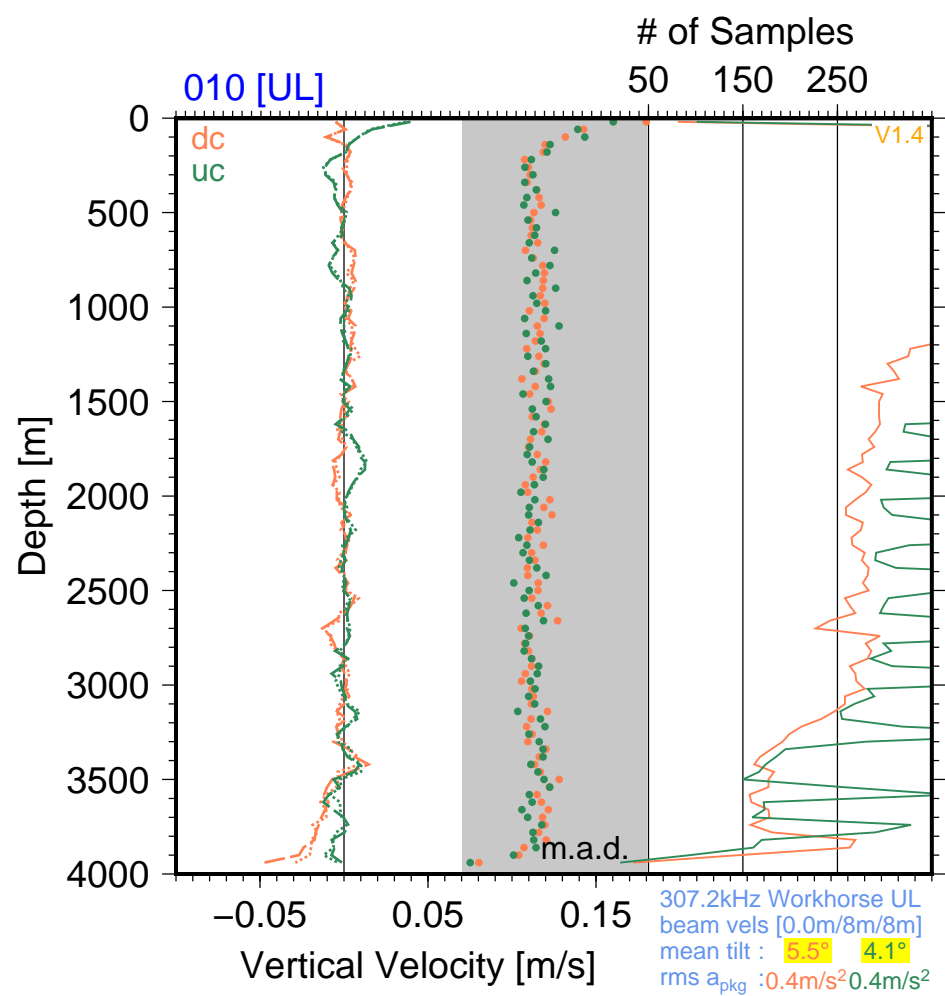 # of Samples
50 150 250
010 [UL]
dc
uc
V1.4
0
500
1000
1500
2000
2500
3000
3500
4000
Depth [m]
m.a.d.
−0.05 0.05 0.15
Vertical Velocity [m/s]
307.2kHz Workhorse UL
beam vels [0.0m/8m/8m]
mean tilt : 5.5° 4.1°
rms a_pkg :0.4m/s² 0.4m/s²